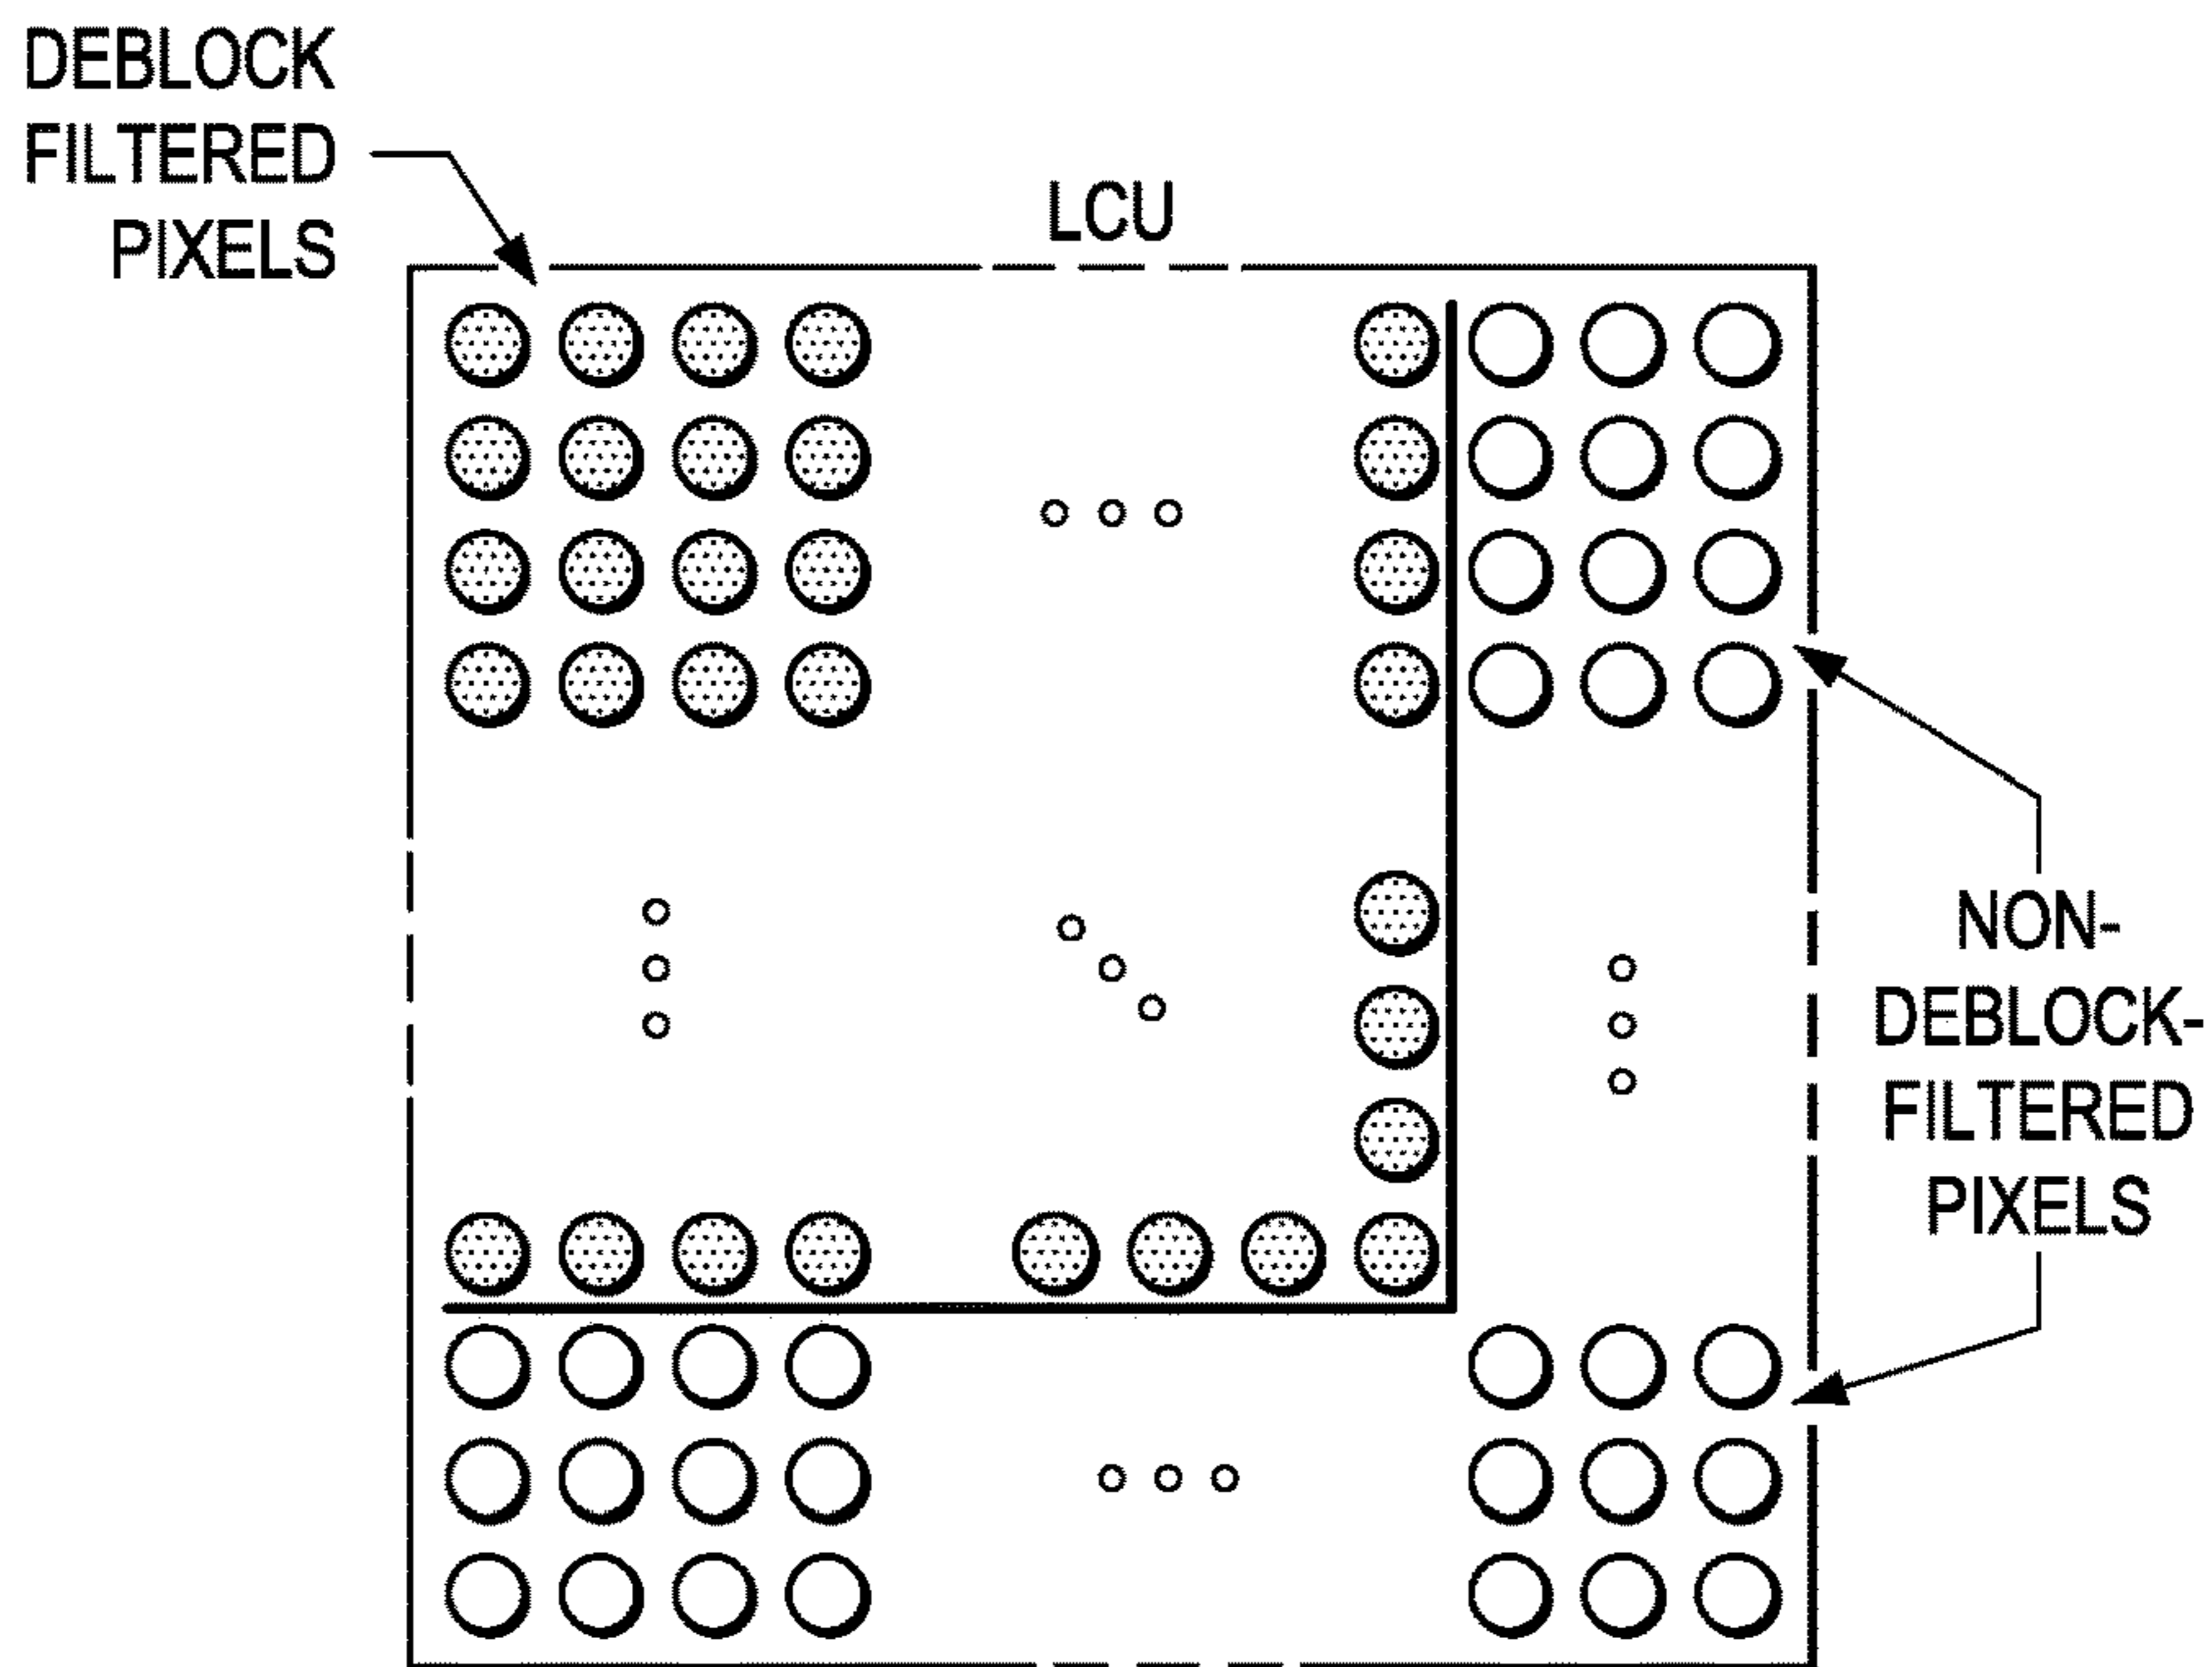 DEBLOCK
FILTERED
PIXELS
LCU
NON-
DEBLOCK-
FILTERED
PIXELS